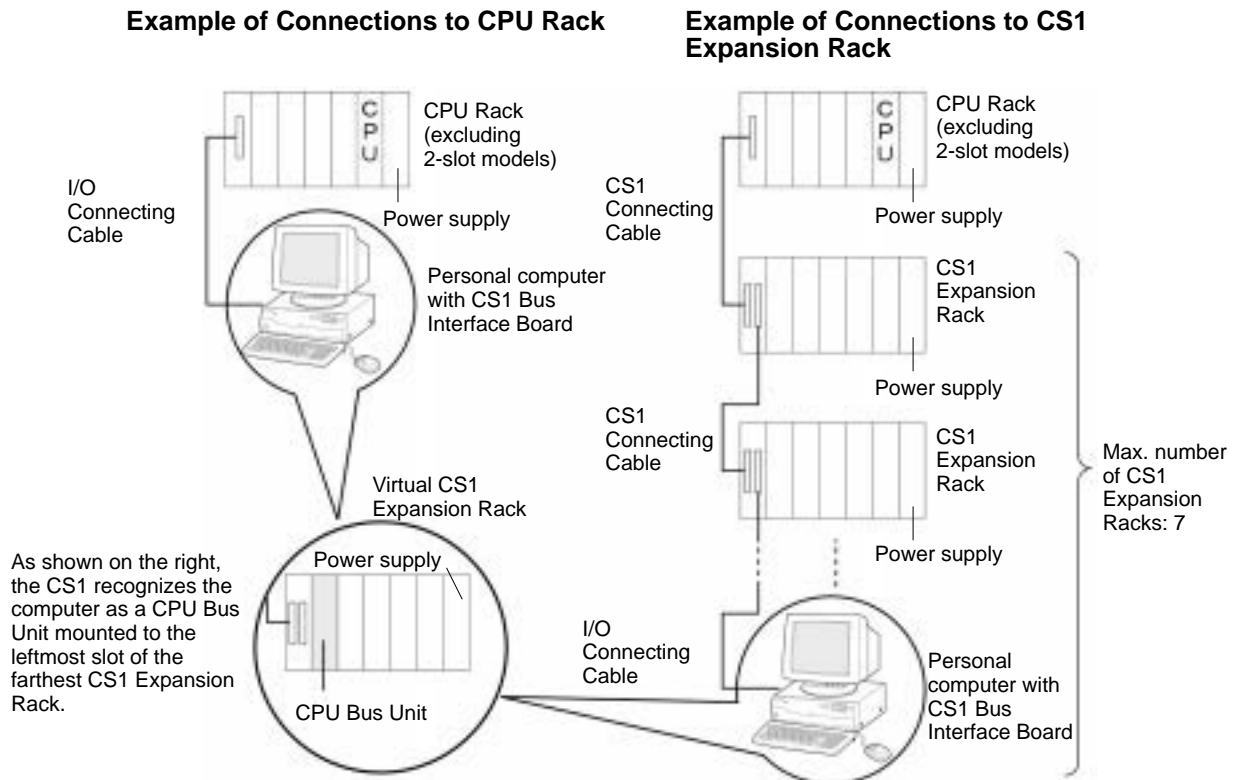 Example of Connections to CPU Rack
Example of Connections to CS1
Expansion Rack
C
P
U
CPU Rack
(excluding
2-slot models)
I/O
Connecting
Cable
Power supply
Personal computer
with CS1 Bus
Interface Board
Virtual CS1
Expansion Rack
As shown on the right,
the CS1 recognizes the
computer as a CPU Bus
Unit mounted to the
leftmost slot of the
farthest CS1 Expansion
Rack.
Power supply
CPU Bus Unit
C
P
U
CPU Rack
(excluding
2-slot models)
CS1
Connecting
Cable
Power supply
CS1
Expansion
Rack
Power supply
CS1
Connecting
Cable
CS1
Expansion
Rack
Power supply
Max. number
of CS1
Expansion
Racks: 7
I/O
Connecting
Cable
Personal
computer with
CS1 Bus
Interface Board